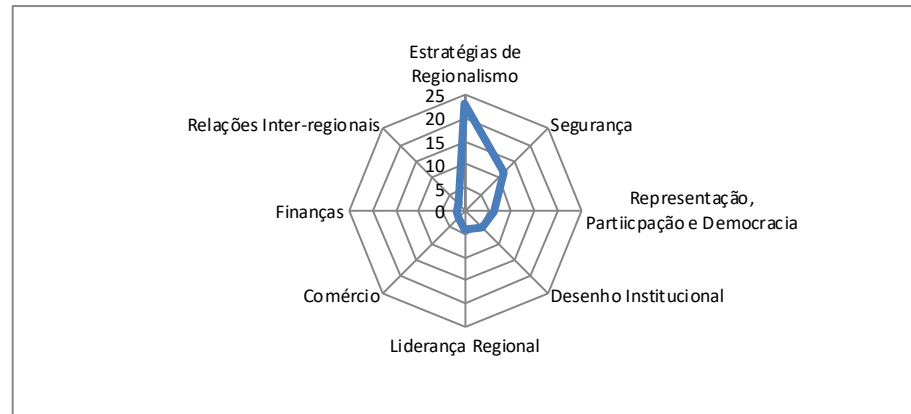 Estratégias de
Regionalismo
25
20
15
10
5
0
Segurança
Representação,
Partiicpação e Democracia
Desenho Institucional
Liderança Regional
Comércio
Finanças
Relações Inter-regionais